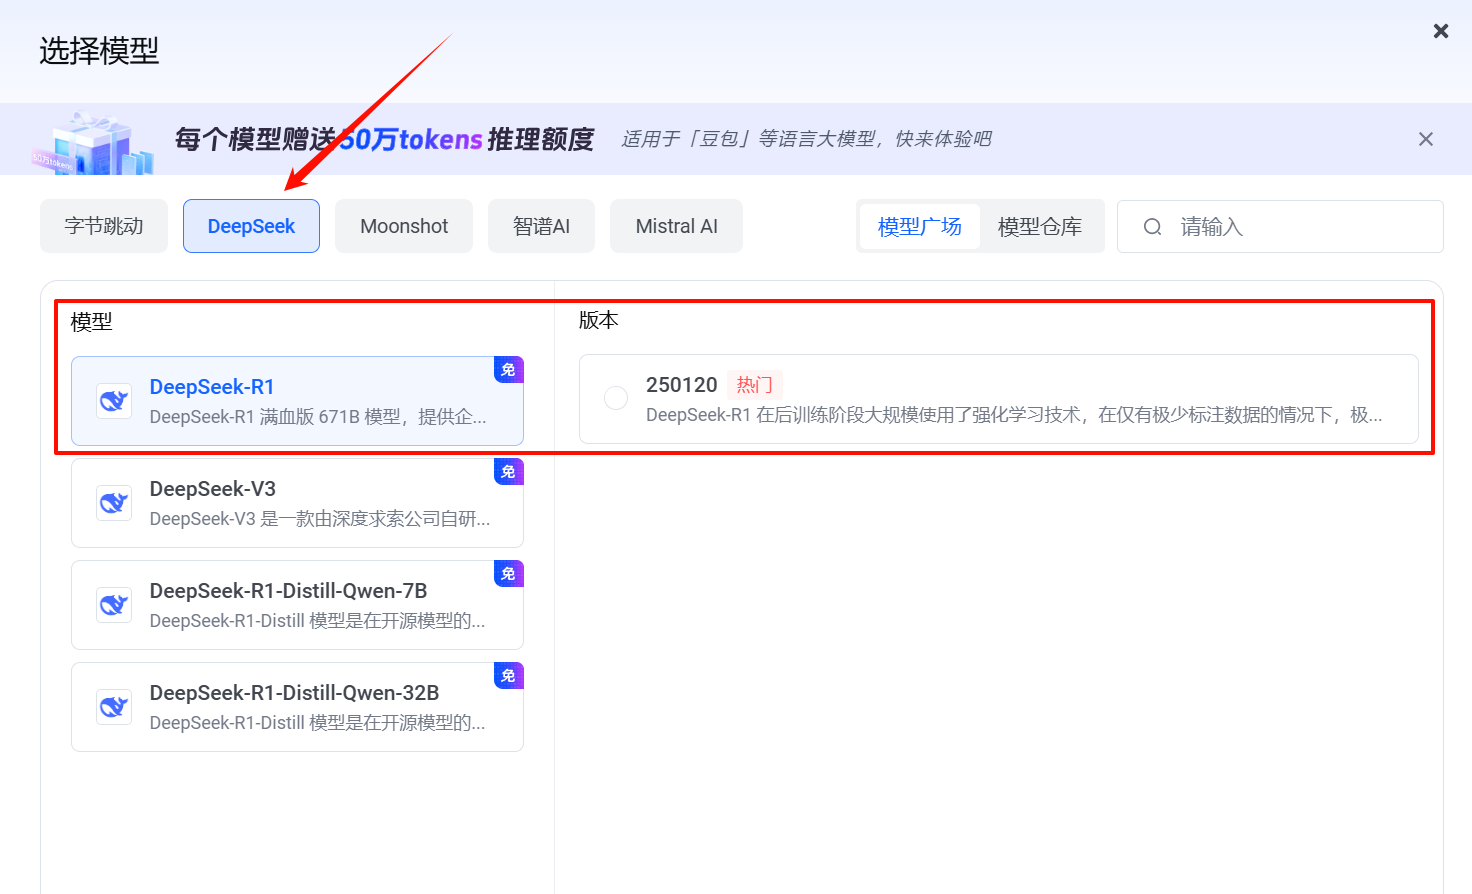 选择模型
每个模型赠送50万tokens推理额度 适用于「豆包」等语言大模型，快来体验吧
50万tokens
字节跳动 DeepSeek Moonshot 智谱AI Mistral AI 模型广场 模型仓库 请输入
模型
DeepSeek-R1 免
DeepSeek-R1 满血版 671B 模型，提供企...
DeepSeek-V3 免
DeepSeek-V3 是一款由深度求索公司自研...
DeepSeek-R1-Distill-Qwen-7B 免
DeepSeek-R1-Distill 模型是在开源模型的...
DeepSeek-R1-Distill-Qwen-32B 免
DeepSeek-R1-Distill 模型是在开源模型的...
版本
250120 热门
DeepSeek-R1 在后训练阶段大规模使用了强化学习技术，在仅有极少标注数据的情况下，极...